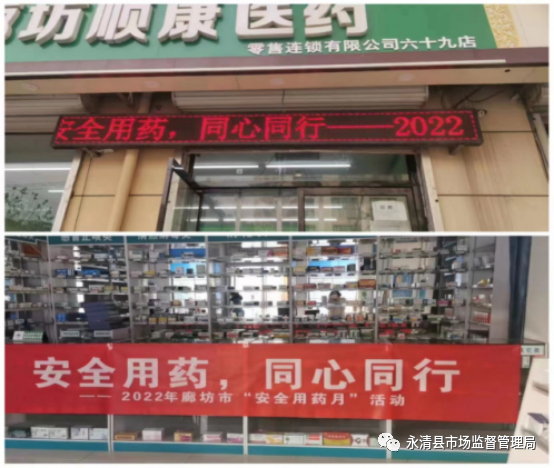 坊顺康医药
零售连锁有限公司六十九店
安全用药，同心同行——2022
安全用药，同心同行
—— 2022年廊坊市“安全用药月”活动
永清县市场监督管理局